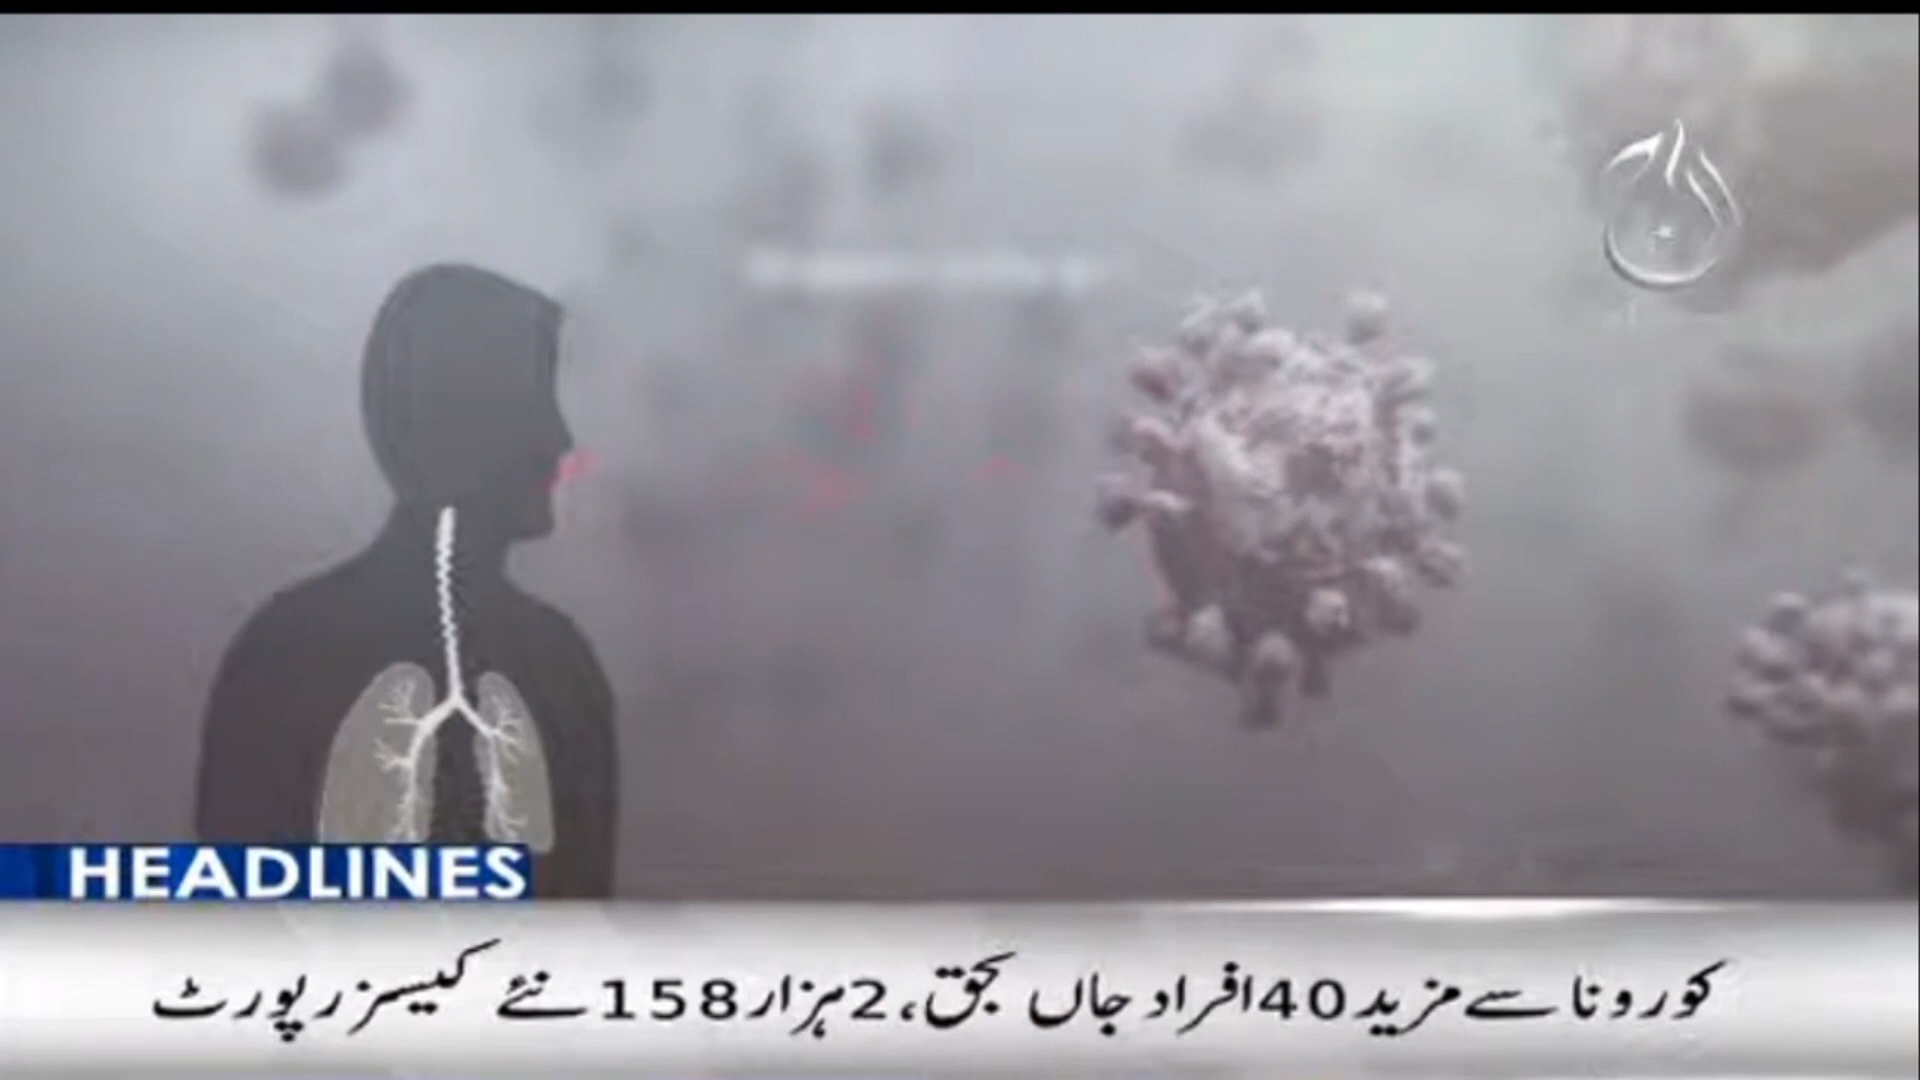 HEADLINES
کورونا سے مزید 40 افراد جاں بحق، 2 ہزار 158 نئے کیسز رپورٹ